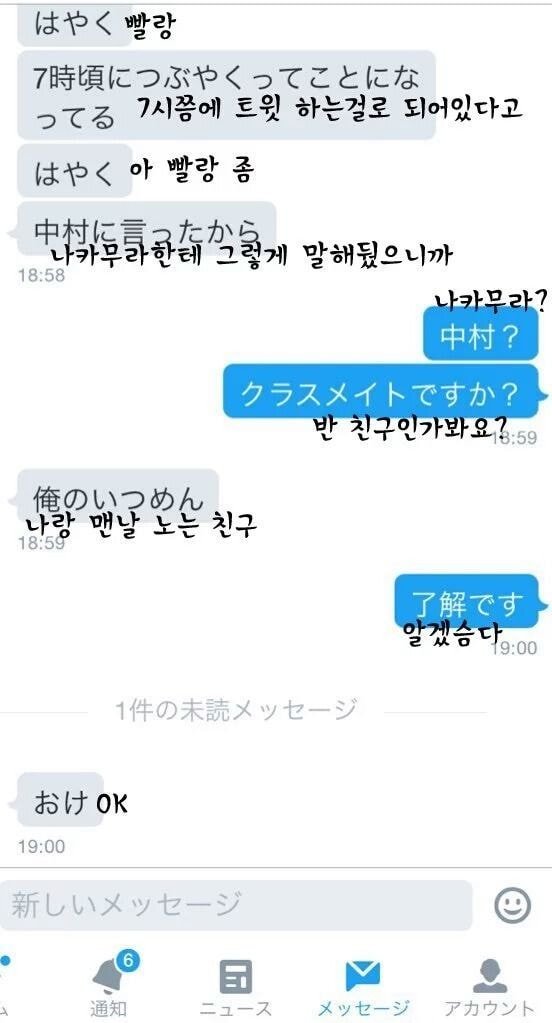 はやく 빨랑
7時頃につぶやくってことにな
ってる 7시쯤에 트윗 하는걸로 되어있다고
はやく 아 빨랑 좀
中村に言ったから
나카무라한테 그렇게 말해뒀으니까
18:58
나카무라?
中村？
クラスメイトですか？
반 친구인가봐요?
18:59
俺のいつめん
나랑 맨날 노는 친구
18:59
了解です
알겠슴다
19:00
1件の未読メッセージ
おけ OK
19:00
新しいメッセージ
6
ム 通知 ニュース メッセージ アカウント